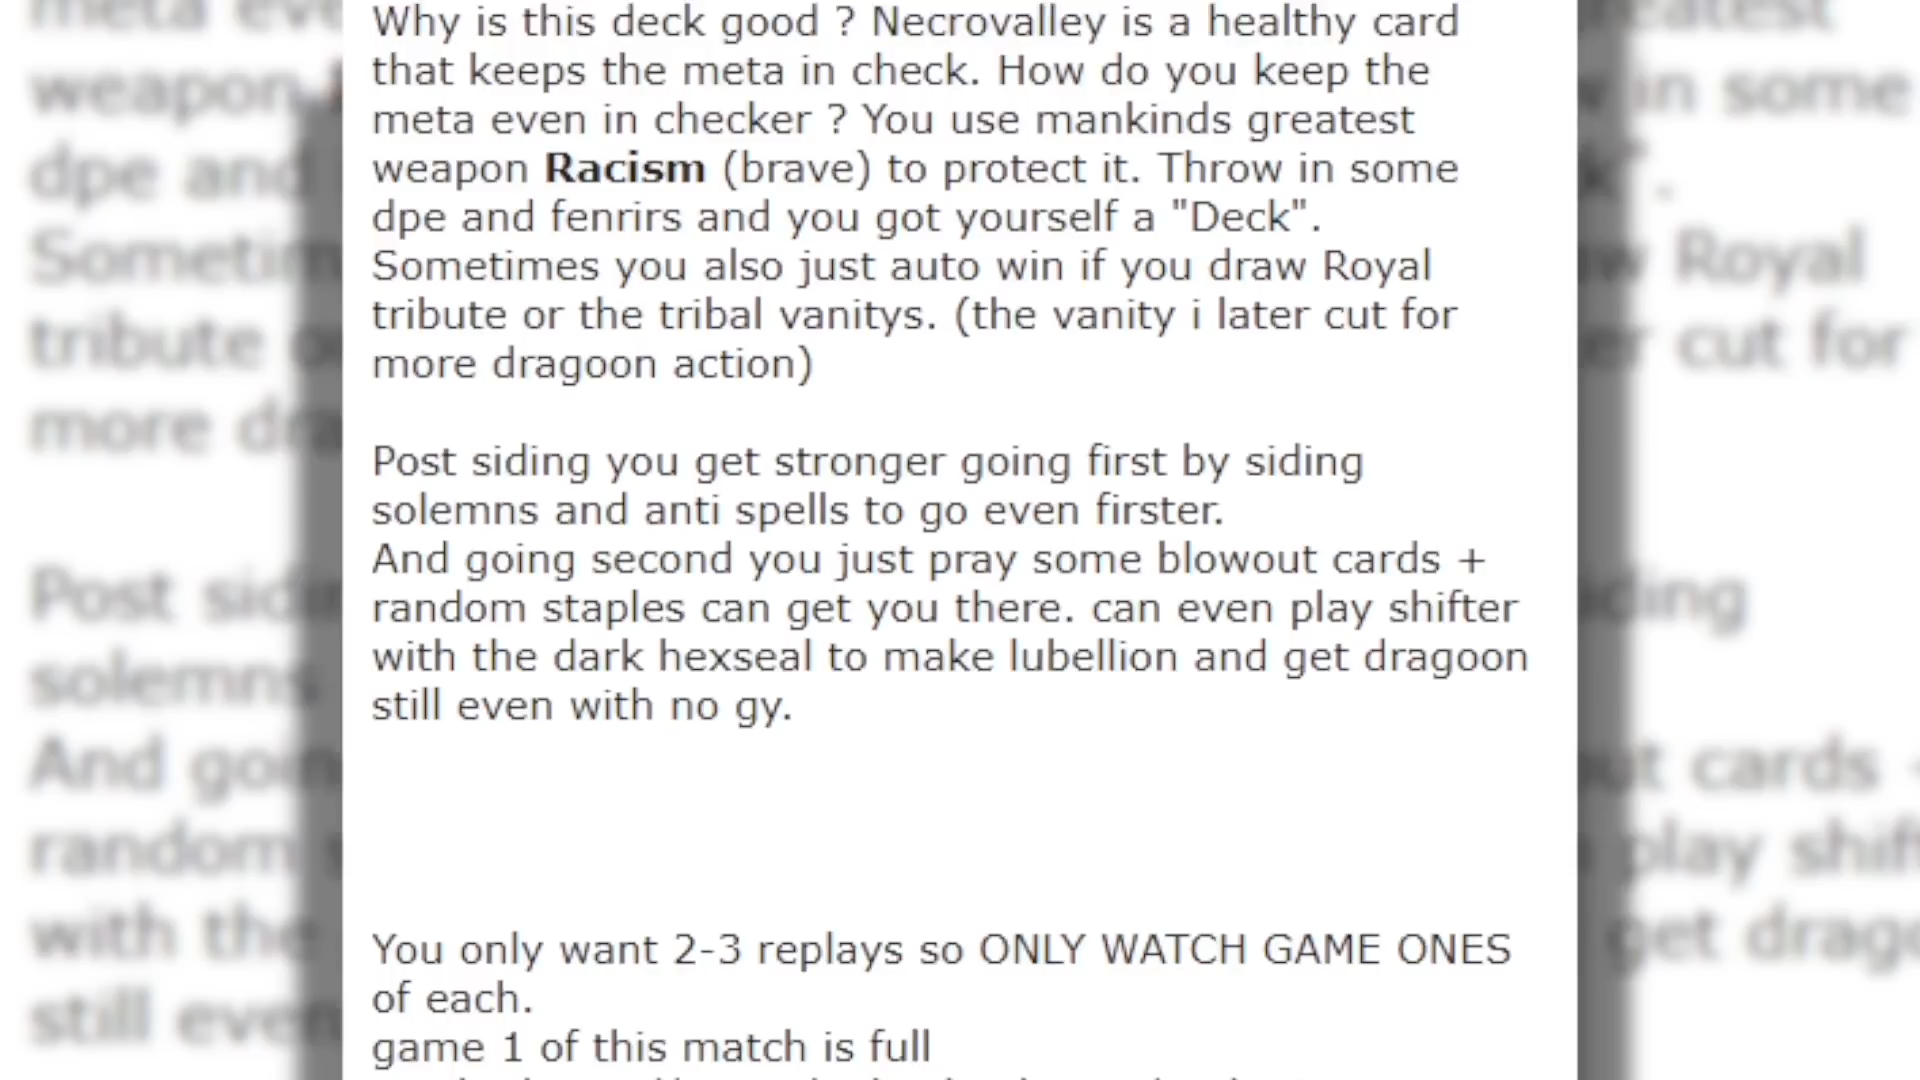 Why is this deck good ? Necrovalley is a healthy card
that keeps the meta in check. How do you keep the
meta even in checker ? You use mankinds greatest
weapon Racism (brave) to protect it. Throw in some
dpe and fenrirs and you got yourself a "Deck".
Sometimes you also just auto win if you draw Royal
tribute or the tribal vanitys. (the vanity i later cut for
more dragoon action)
Post siding you get stronger going first by siding
solemns and anti spells to go even firster.
And going second you just pray some blowout cards +
random staples can get you there. can even play shifter
with the dark hexseal to make lubellion and get dragoon
still even with no gy.
You only want 2-3 replays so ONLY WATCH GAME ONES
of each.
game 1 of this match is full